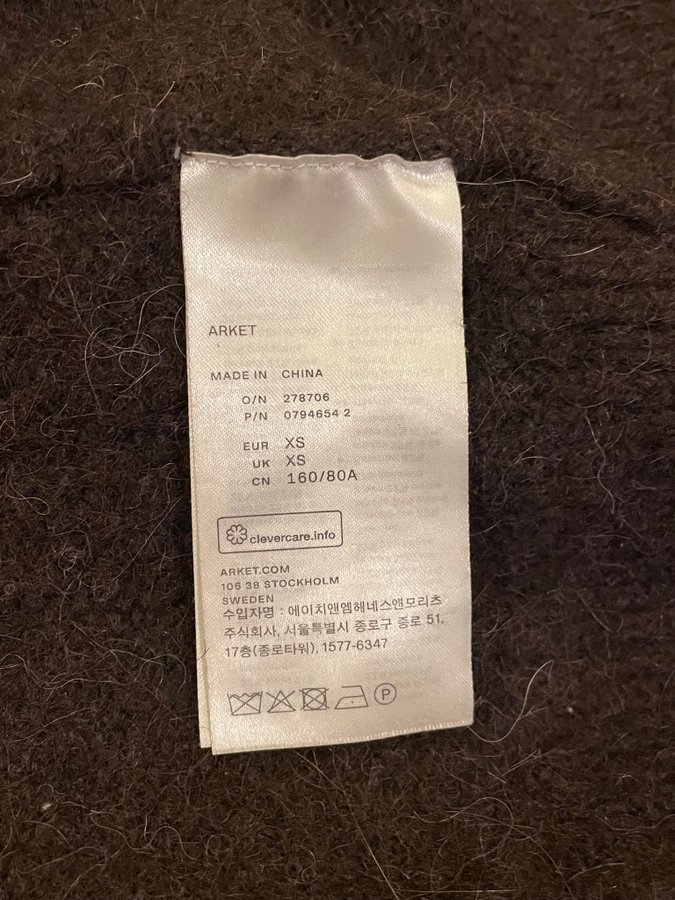 ARKET
MADE IN CHINA
O/N 278706
P/N 0794654 2
EUR XS
UK XS
CN 160/80A
clevercare.info
ARKET.COM
106 38 STOCKHOLM
SWEDEN
수입자명 : 에이치앤엠헤네스앤모리츠
주식회사, 서울특별시 종로구 종로 51,
17층(종로타워), 1577-6347
P